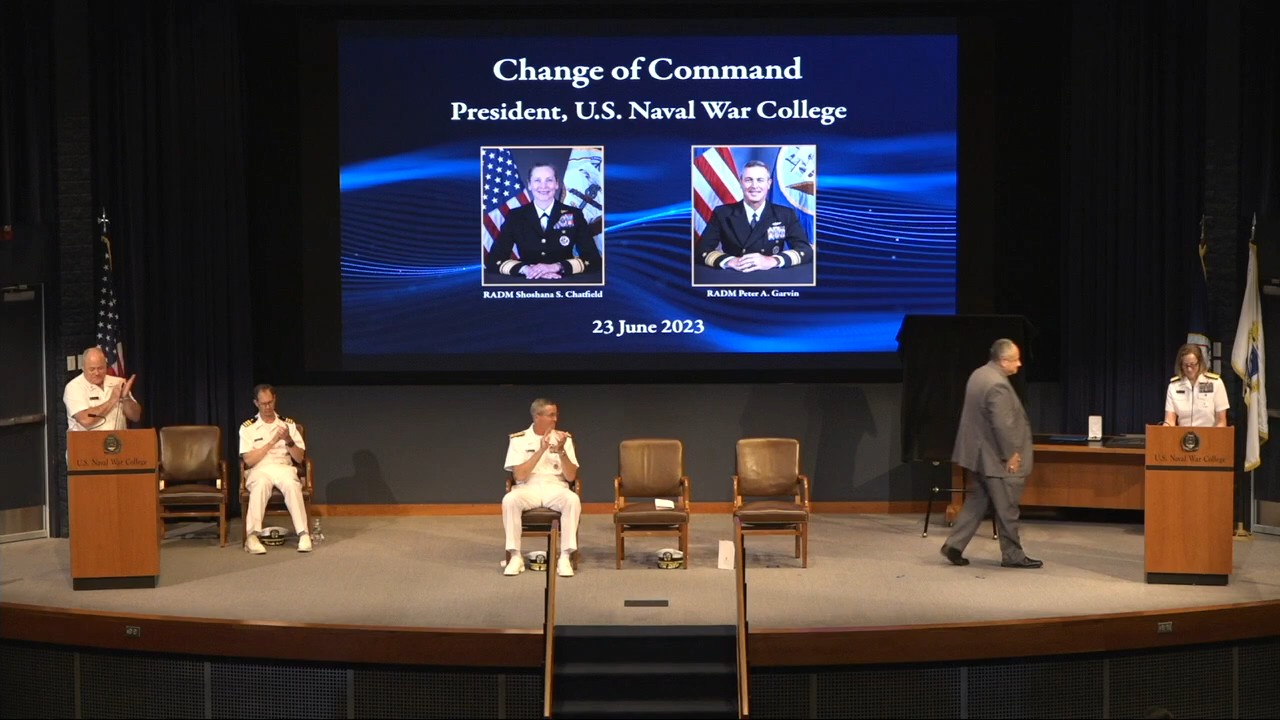 Change of Command
President, U.S. Naval War College
RADM Shoshana S. Chatfield
RADM Peter A. Garvin
23 June 2023
U.S. Naval War College
U.S. Naval War College